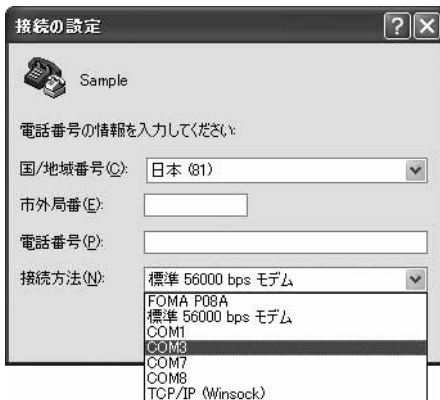 接続の設定
Sample
電話番号の情報を入力してください:
国/地域番号(C): 日本 (81)
市外局番(E):
電話番号(P):
接続方法(N): 標準 56000 bps モデム
FOMA P08A
標準 56000 bps モデム
COM1
COM3
COM7
COM8
TCP/IP (Winsock)